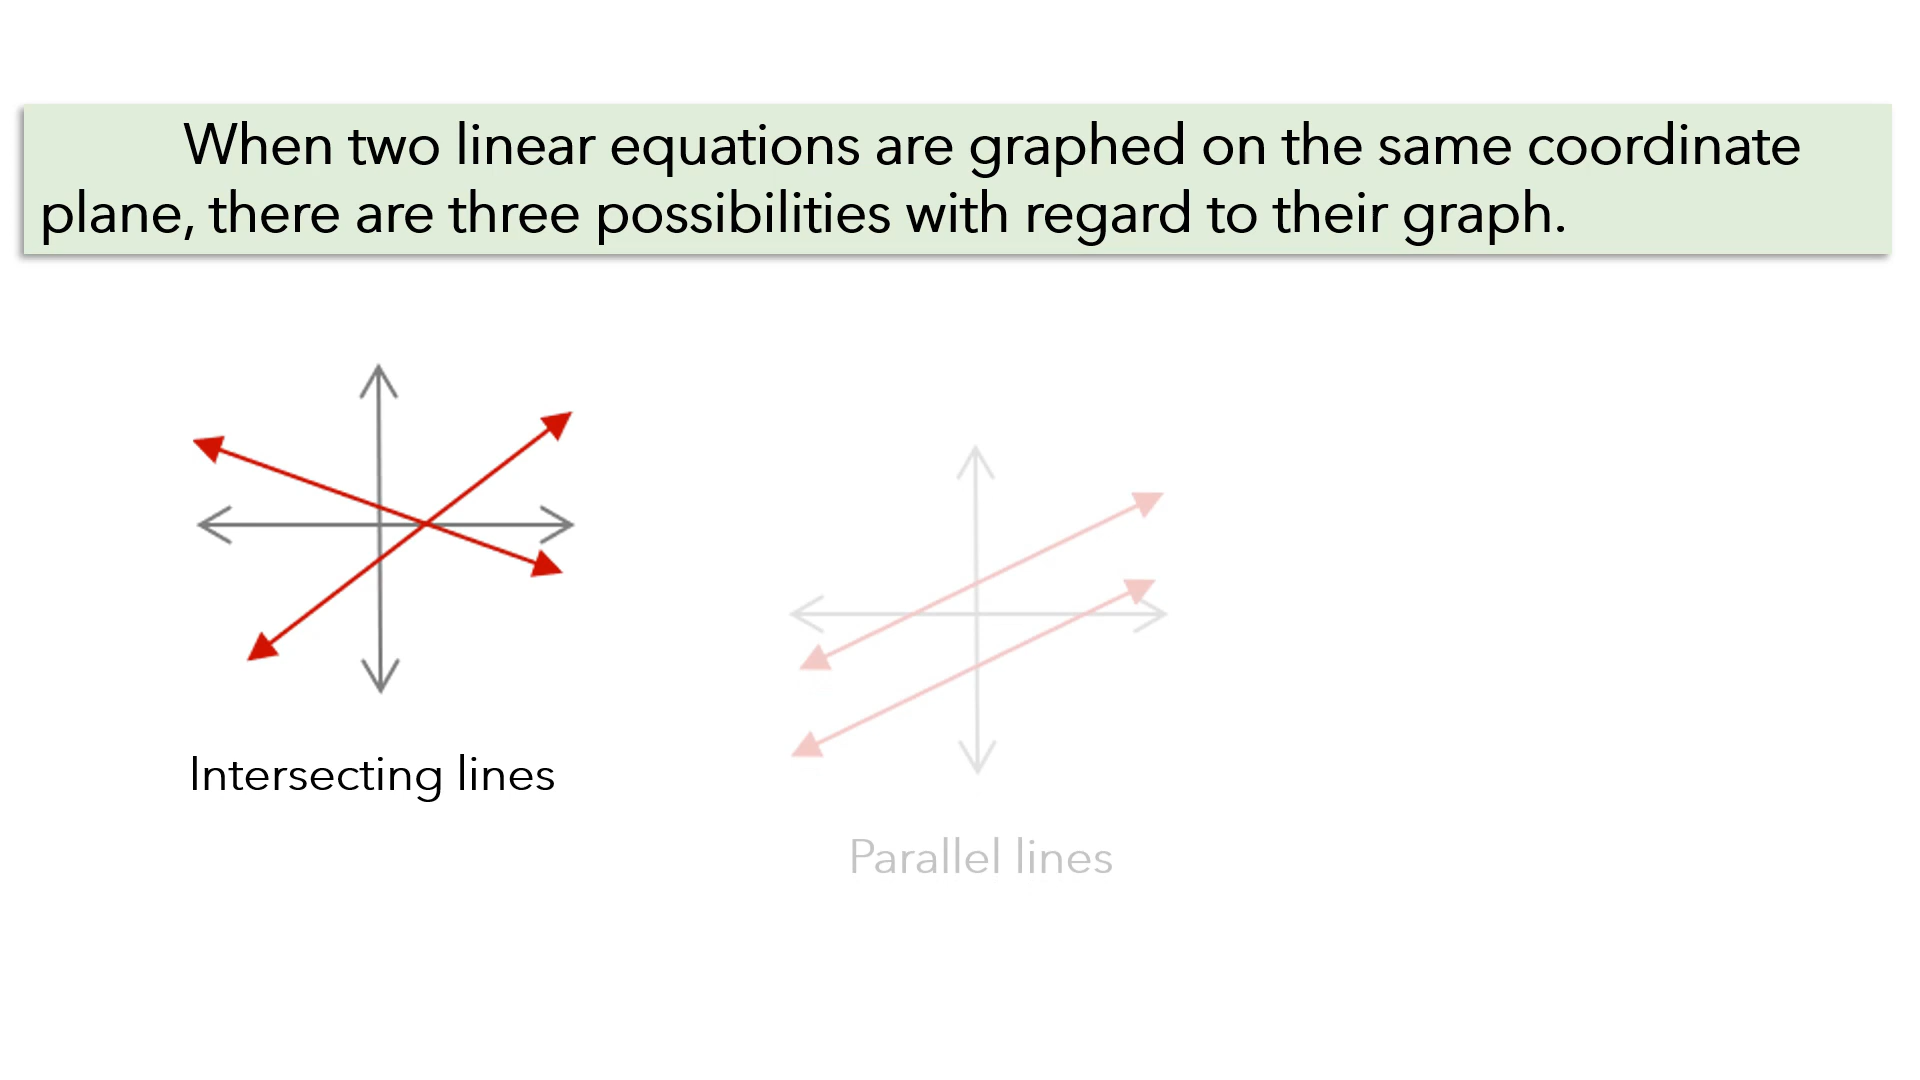 When two linear equations are graphed on the same coordinate
plane, there are three possibilities with regard to their graph.
Intersecting lines
Parallel lines